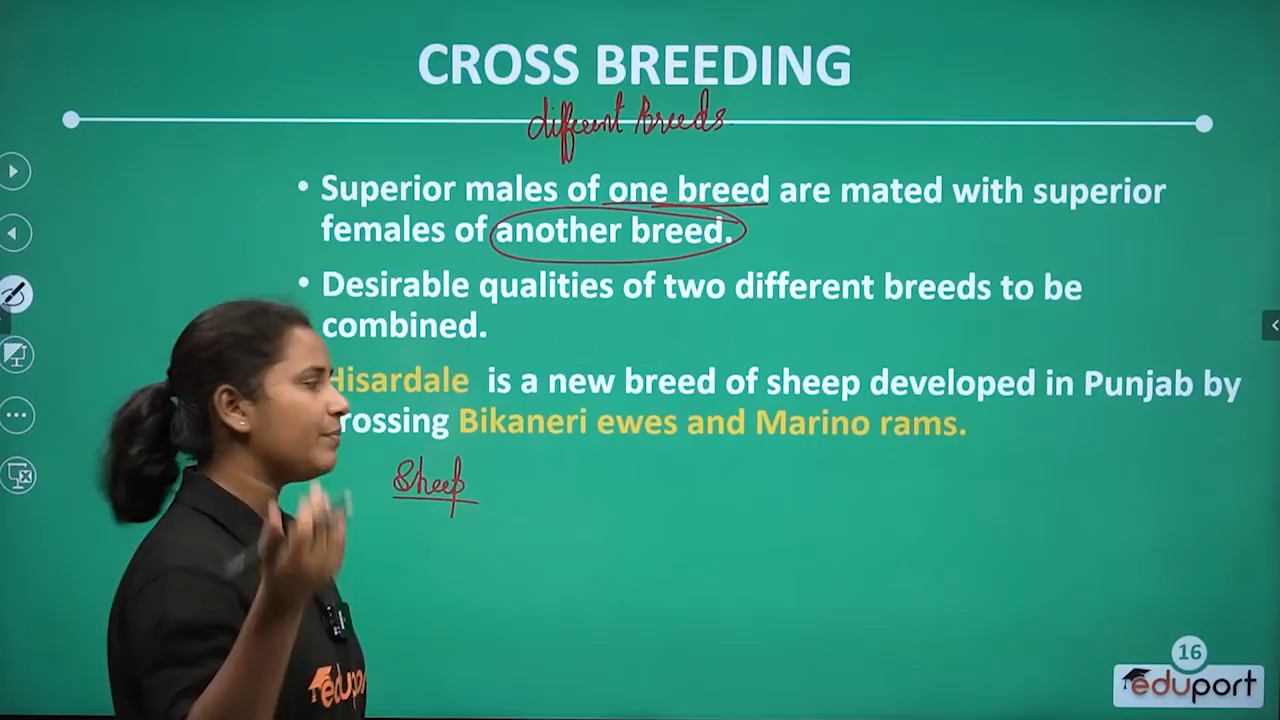 CROSS BREEDING
different Breeds.
• Superior males of one breed are mated with superior
females of another breed.
• Desirable qualities of two different breeds to be
combined.
Hisardale is a new breed of sheep developed in Punjab by
rossing Bikaneri ewes and Marino rams.
Sheep
16
eduport
edupor